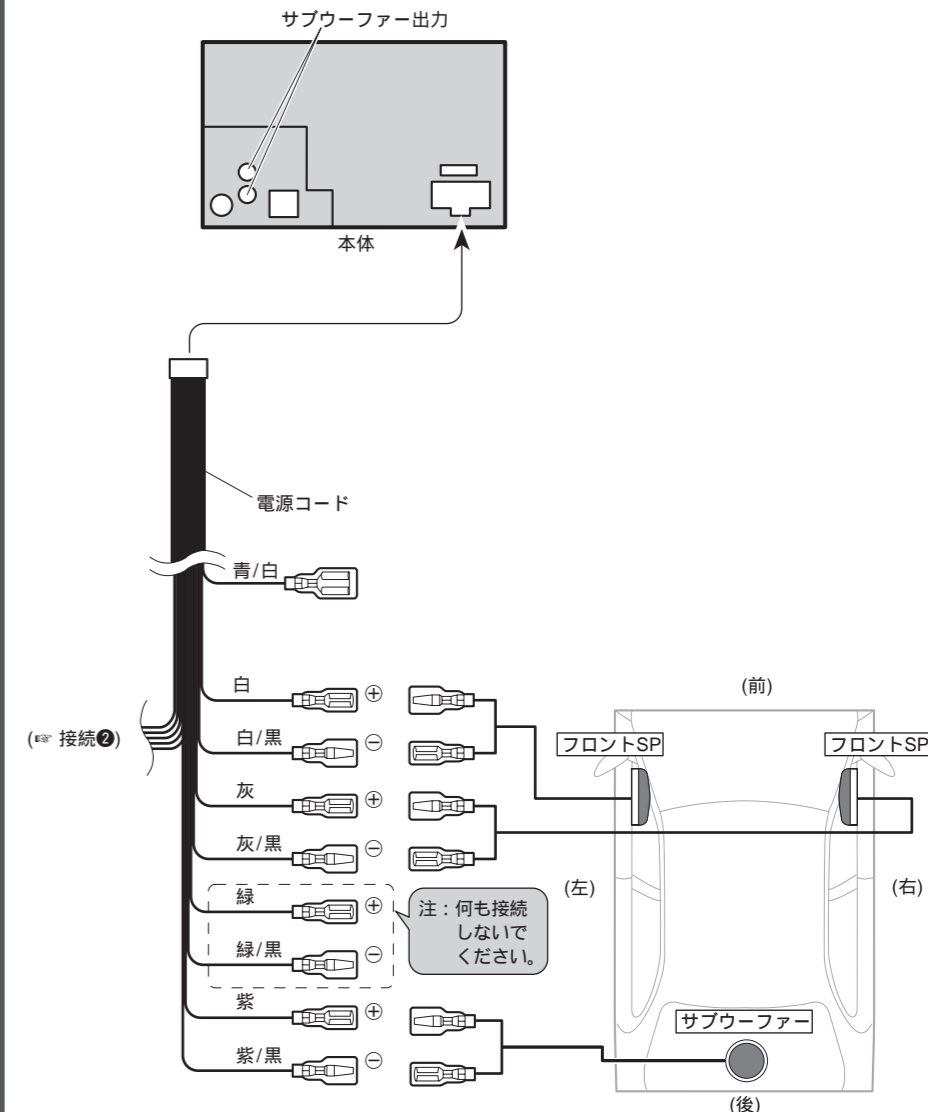 サブウーファー出力
本体
電源コード
青/白
白
⊕
(前)
(☞ 接続❷)
白/黒
⊖
フロントSP
フロントSP
灰
⊕
灰/黒
⊖
(左)
(右)
緑
⊕
注：何も接続
しないで
ください。
緑/黒
⊖
紫
⊕
サブウーファー
紫/黒
⊖
(後)